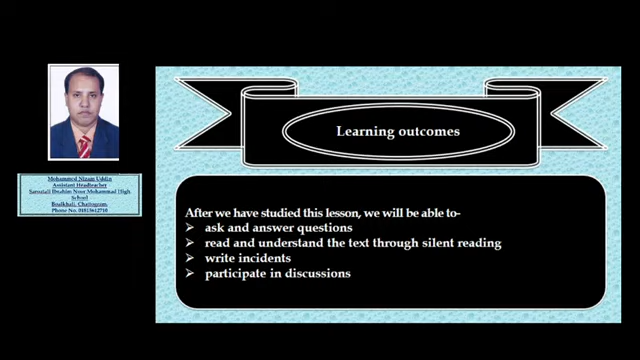 Mohammed Nizam Uddin
Assistant Headteacher
Ibrahim Noor Mohammad High
School
Boalkhali, Chattogram
Phone No. 01815642710
Learning outcomes
After we have studied this lesson, we will be able to-
➢ ask and answer questions
➢ read and understand the text through silent reading
➢ write incidents
➢ participate in discussions